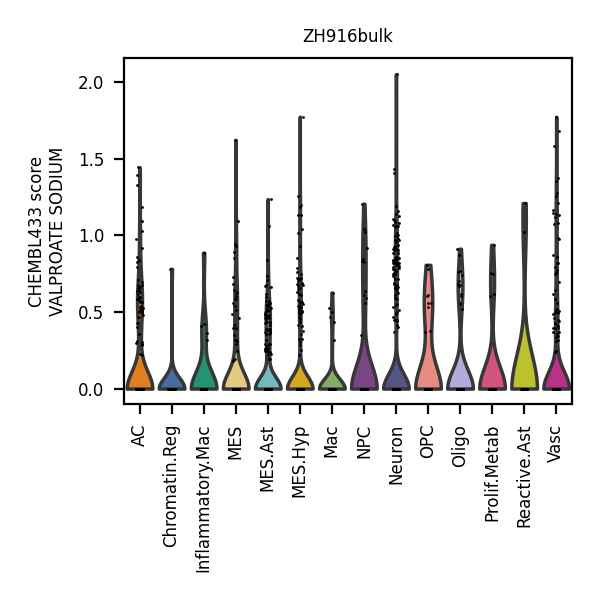 ZH916bulk
CHEMBL433 score
VALPROATE SODIUM
2.0
1.5
1.0
0.5
0.0
AC
Chromatin.Reg
Inflammatory.Mac
MES
MES.Ast
MES.Hyp
Mac
NPC
Neuron
OPC
Oligo
Prolif.Metab
Reactive.Ast
Vasc